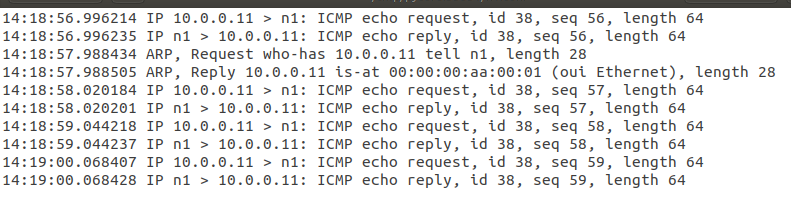 14:18:56.996214 IP 10.0.0.11 > n1: ICMP echo request, id 38, seq 56, length 64
14:18:56.996235 IP n1 > 10.0.0.11: ICMP echo reply, id 38, seq 56, length 64
14:18:57.988434 ARP, Request who-has 10.0.0.11 tell n1, length 28
14:18:57.988505 ARP, Reply 10.0.0.11 is-at 00:00:00:aa:00:01 (oui Ethernet), length 28
14:18:58.020184 IP 10.0.0.11 > n1: ICMP echo request, id 38, seq 57, length 64
14:18:58.020201 IP n1 > 10.0.0.11: ICMP echo reply, id 38, seq 57, length 64
14:18:59.044218 IP 10.0.0.11 > n1: ICMP echo request, id 38, seq 58, length 64
14:18:59.044237 IP n1 > 10.0.0.11: ICMP echo reply, id 38, seq 58, length 64
14:19:00.068407 IP 10.0.0.11 > n1: ICMP echo request, id 38, seq 59, length 64
14:19:00.068428 IP n1 > 10.0.0.11: ICMP echo reply, id 38, seq 59, length 64